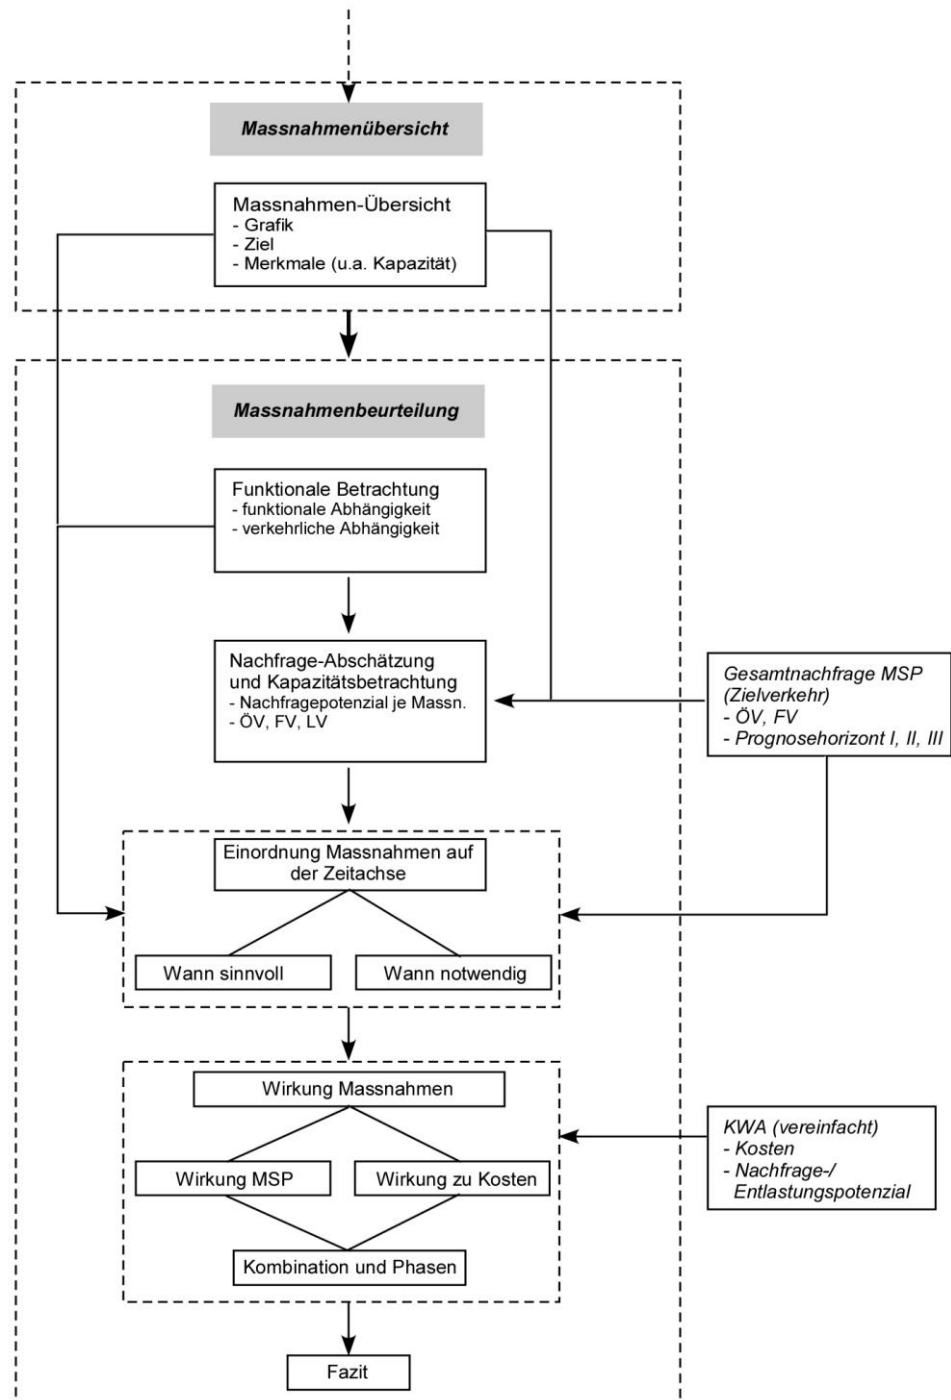 Massnahmenübersicht
Massnahmen-Übersicht
- Grafik
- Ziel
- Merkmale (u.a. Kapazität)
Massnahmenbeurteilung
Funktionale Betrachtung
- funktionale Abhängigkeit
- verkehrliche Abhängigkeit
Nachfrage-Abschätzung
und Kapazitätsbetrachtung
- Nachfragepotenzial je Massn.
- ÖV, FV, LV
Gesamtnachfrage MSP
(Zielverkehr)
- ÖV, FV
- Prognosehorizont I, II, III
Einordnung Massnahmen auf
der Zeitachse
Wann sinnvoll
Wann notwendig
Wirkung Massnahmen
Wirkung MSP
Wirkung zu Kosten
Kombination und Phasen
KWA (vereinfacht)
- Kosten
- Nachfrage-/
Entlastungspotenzial
Fazit